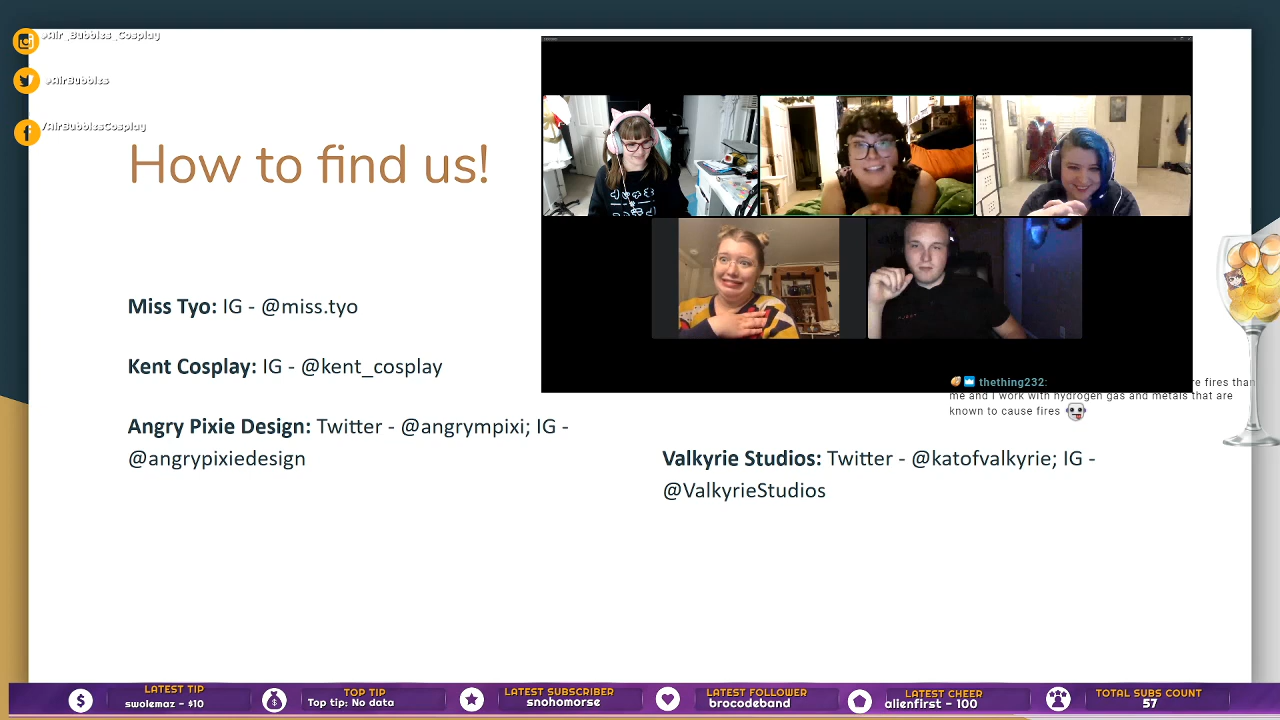 @Air_Bubbles_Cosplay
@AirBubbles
/AirBubblesCosplay
How to find us!
Miss Tyo: IG - @miss.tyo
Kent Cosplay: IG - @kent_cosplay
Angry Pixie Design: Twitter - @angrympixi; IG -
@angrypixiedesign
thething232:
re fires than
me and I work with hydrogen gas and metals that are
known to cause fires
Valkyrie Studios: Twitter - @katofvalkyrie; IG -
@ValkyrieStudios
LATEST TIP
swolemaz - $10
TOP TIP
Top tip: No data
LATEST SUBSCRIBER
snohomorse
LATEST FOLLOWER
brocodeband
LATEST CHEER
alienfirst - 100
TOTAL SUBS COUNT
57